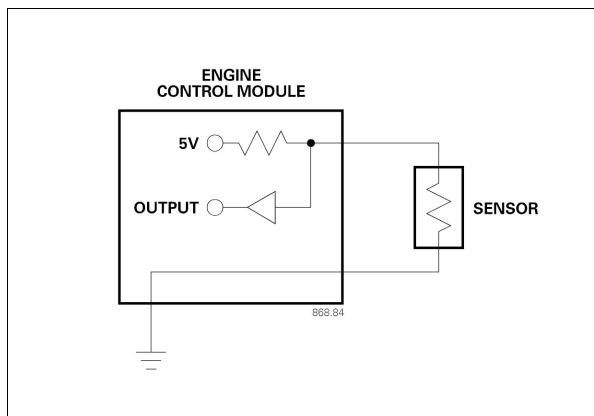 ENGINE
CONTROL MODULE
5V
OUTPUT
SENSOR
868.84